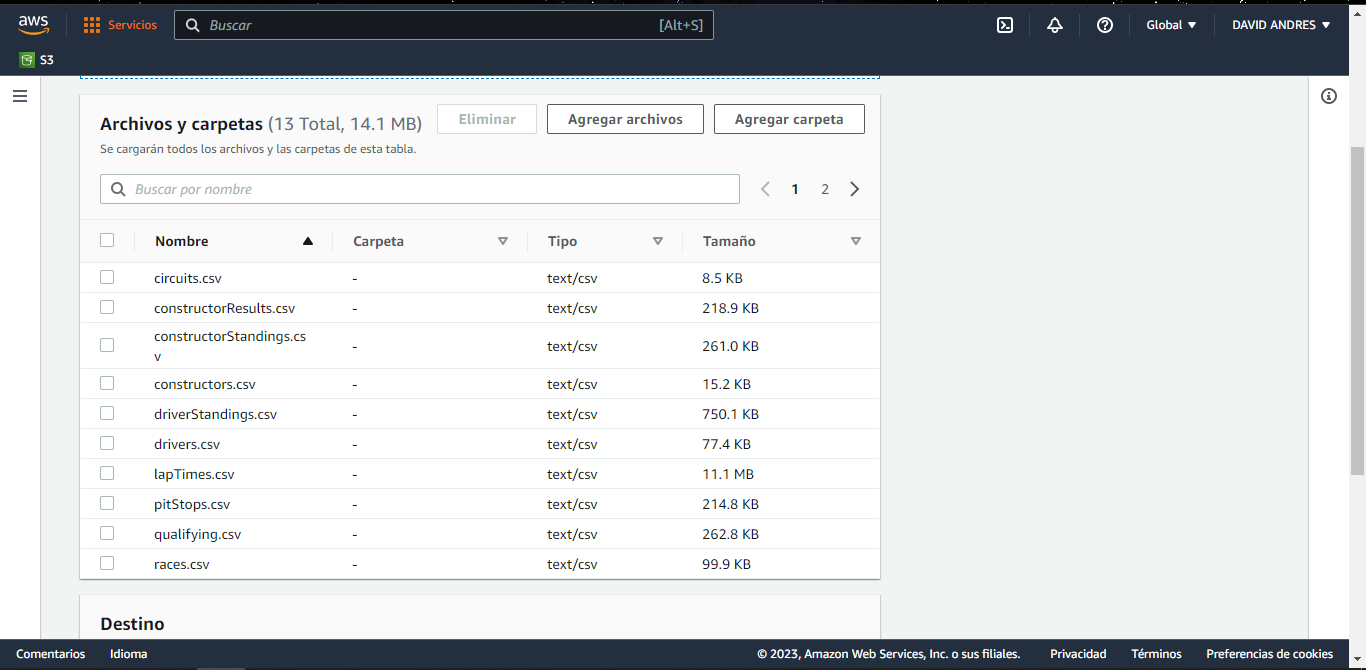 aws
Servicios
Buscar
[Alt+S]
Global
DAVID ANDRES
S3
Archivos y carpetas (13 Total, 14.1 MB)
Eliminar
Agregar archivos
Agregar carpeta
Se cargarán todos los archivos y las carpetas de esta tabla.
Buscar por nombre
1 2
Nombre Carpeta Tipo Tamaño
circuits.csv - text/csv 8.5 KB
constructorResults.csv - text/csv 218.9 KB
constructorStandings.cs
v - text/csv 261.0 KB
constructors.csv - text/csv 15.2 KB
driverStandings.csv - text/csv 750.1 KB
drivers.csv - text/csv 77.4 KB
lapTimes.csv - text/csv 11.1 MB
pitStops.csv - text/csv 214.8 KB
qualifying.csv - text/csv 262.8 KB
races.csv - text/csv 99.9 KB
Destino
Comentarios Idioma © 2023, Amazon Web Services, Inc. o sus filiales. Privacidad Términos Preferencias de cookies